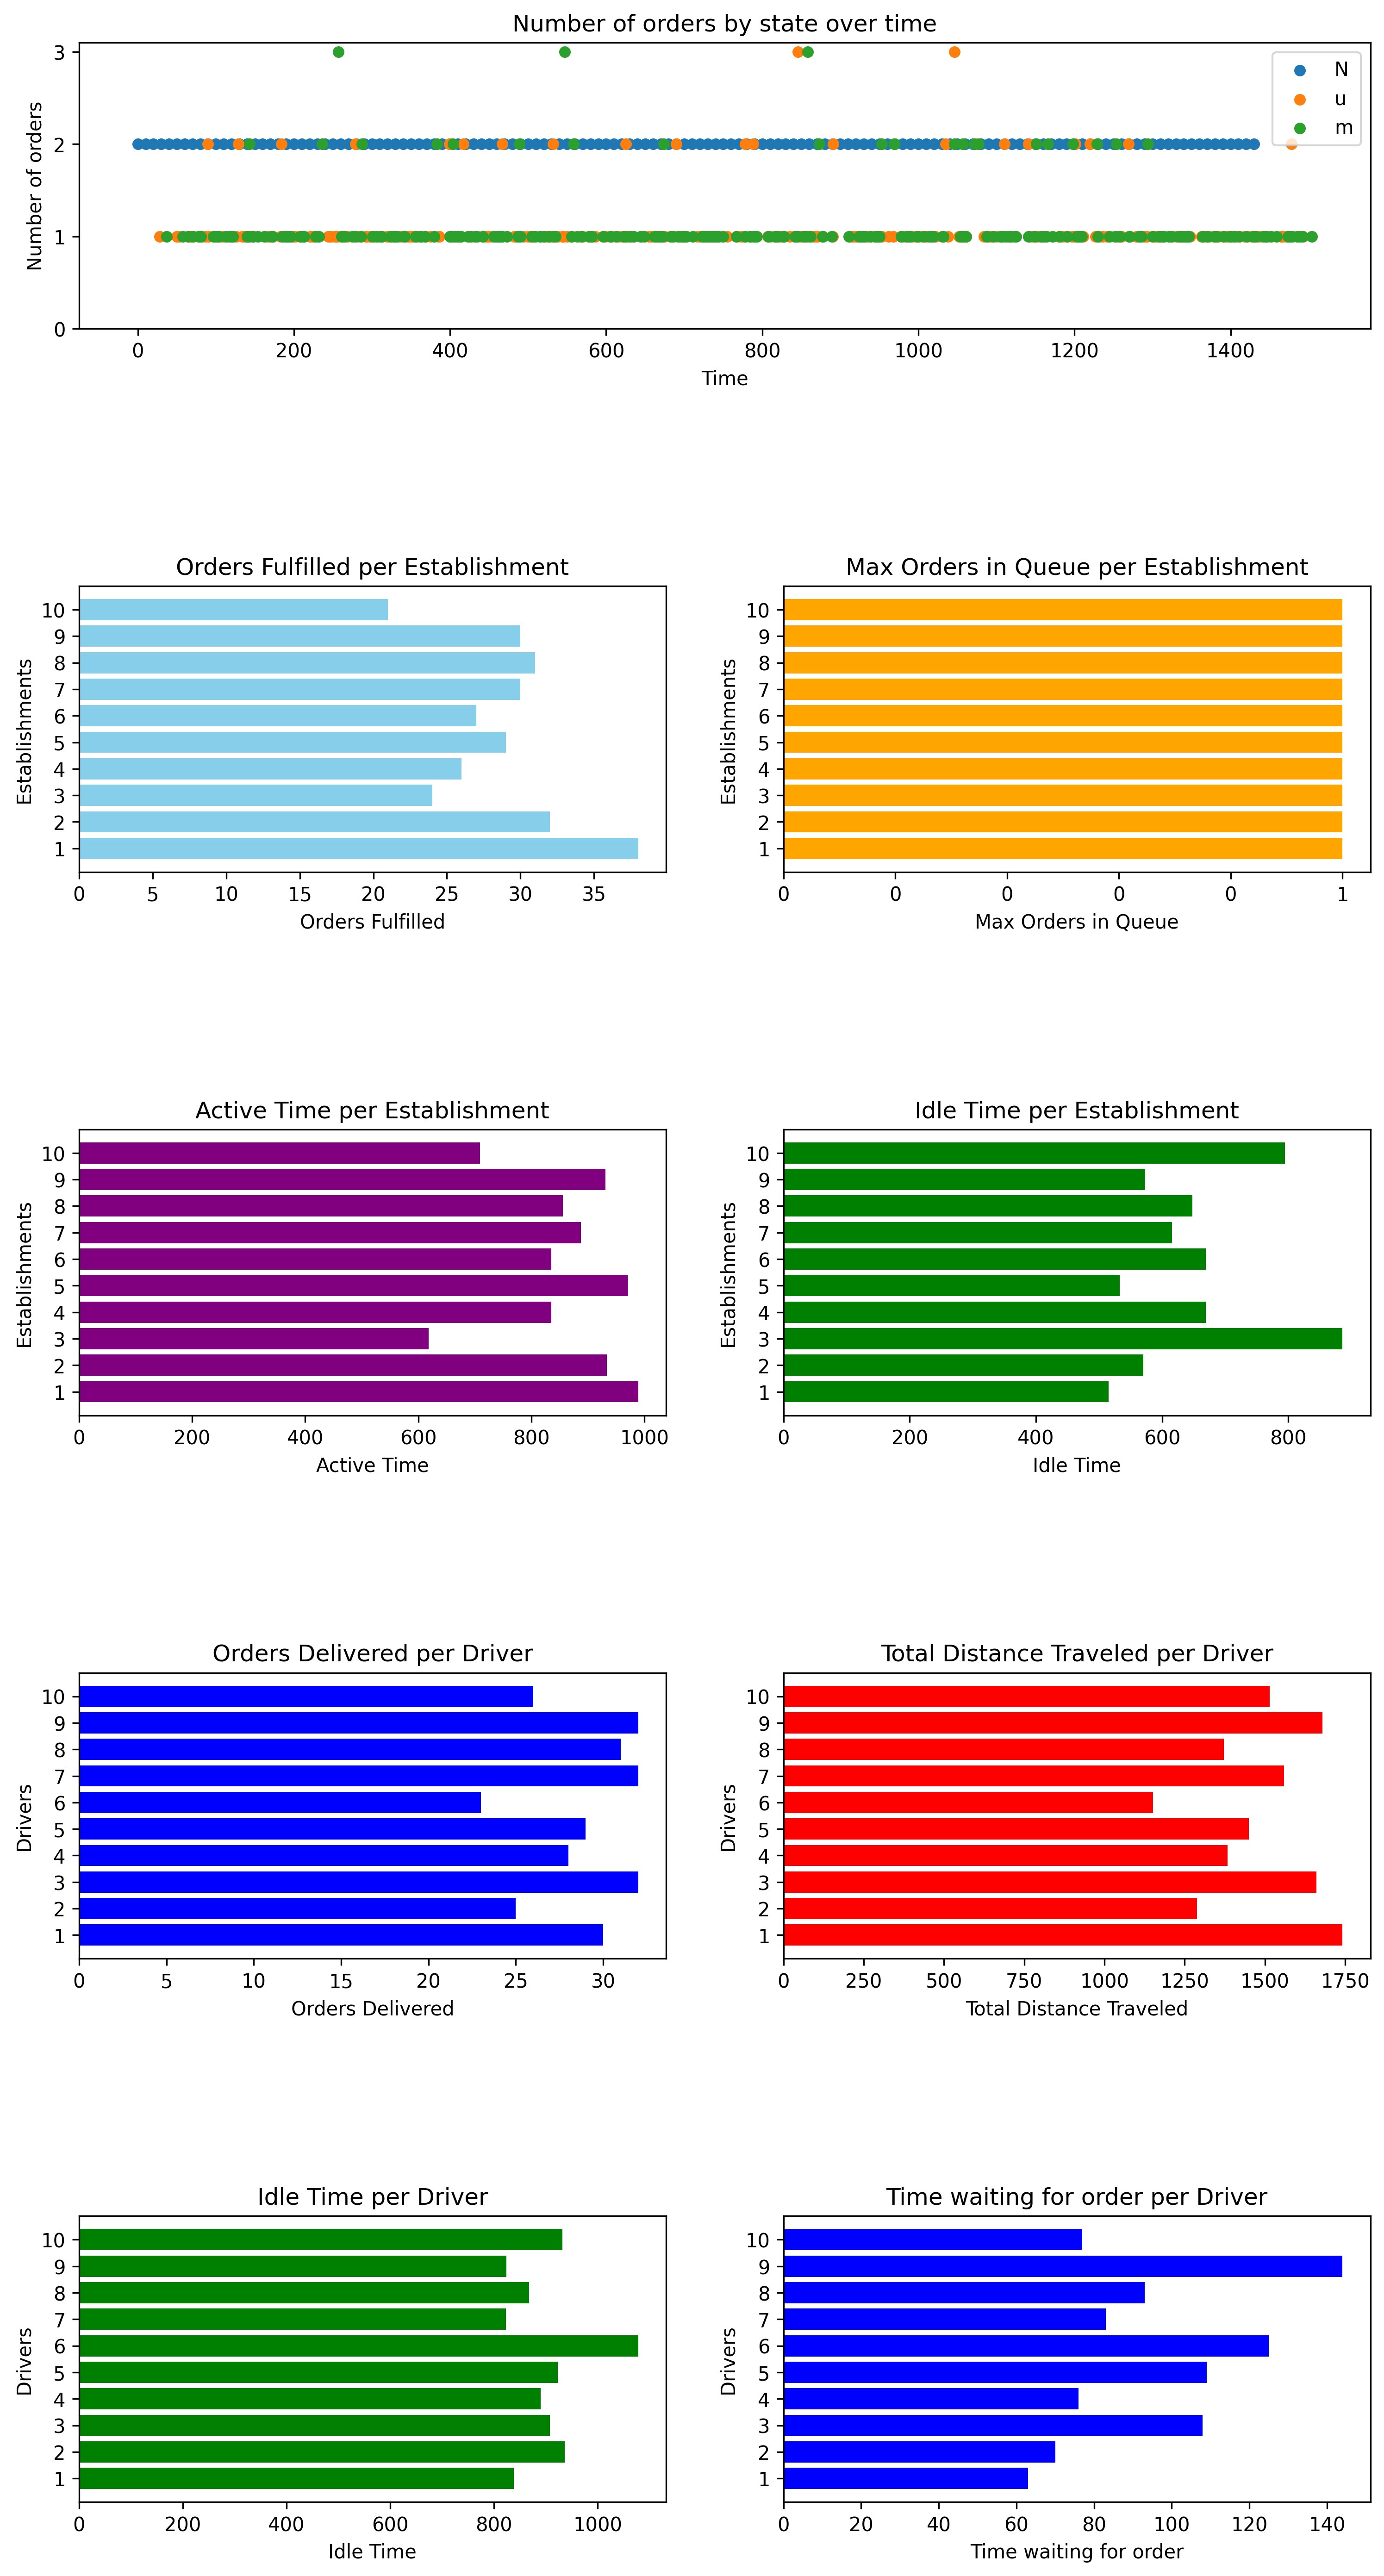 Number of orders by state over time
Number of orders
3
2
1
0
N
u
m
0 200 400 600 800 1000 1200 1400
Time
Orders Fulfilled per Establishment
Establishments
10
9
8
7
6
5
4
3
2
1
0 5 10 15 20 25 30 35
Orders Fulfilled
Max Orders in Queue per Establishment
Establishments
10
9
8
7
6
5
4
3
2
1
0 0 0 0 0 1
Max Orders in Queue
Active Time per Establishment
Establishments
10
9
8
7
6
5
4
3
2
1
0 200 400 600 800 1000
Active Time
Idle Time per Establishment
Establishments
10
9
8
7
6
5
4
3
2
1
0 200 400 600 800
Idle Time
Orders Delivered per Driver
Drivers
10
9
8
7
6
5
4
3
2
1
0 5 10 15 20 25 30
Orders Delivered
Total Distance Traveled per Driver
Drivers
10
9
8
7
6
5
4
3
2
1
0 250 500 750 1000 1250 1500 1750
Total Distance Traveled
Idle Time per Driver
Drivers
10
9
8
7
6
5
4
3
2
1
0 200 400 600 800 1000
Idle Time
Time waiting for order per Driver
Drivers
10
9
8
7
6
5
4
3
2
1
0 20 40 60 80 100 120 140
Time waiting for order